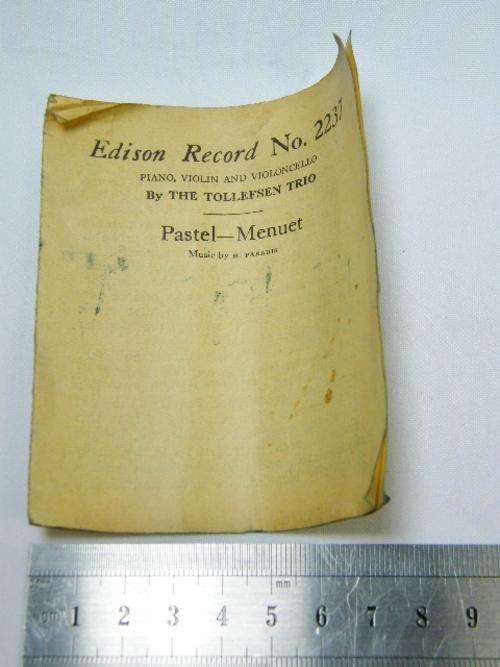 Edison Record No. 2237
PIANO, VIOLIN AND VIOLONCELLO
By THE TOLLEFSEN TRIO
Pastel—Menuet
Music by H. PARADIS
mm
1 2 3 4 5 6 7 8 9